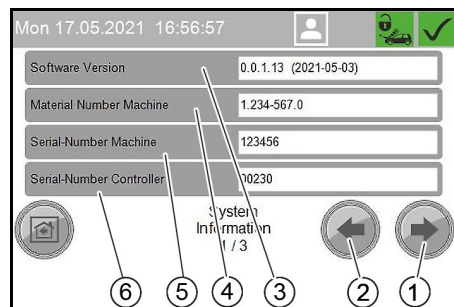 Mon 17.05.2021 16:56:57
Software Version 0.0.1.13 (2021-05-03)
Material Number Machine 1.234-567.0
Serial-Number Machine 123456
Serial-Number Controller 00230
System
Information
1 / 3
6 5 4 3 2 1